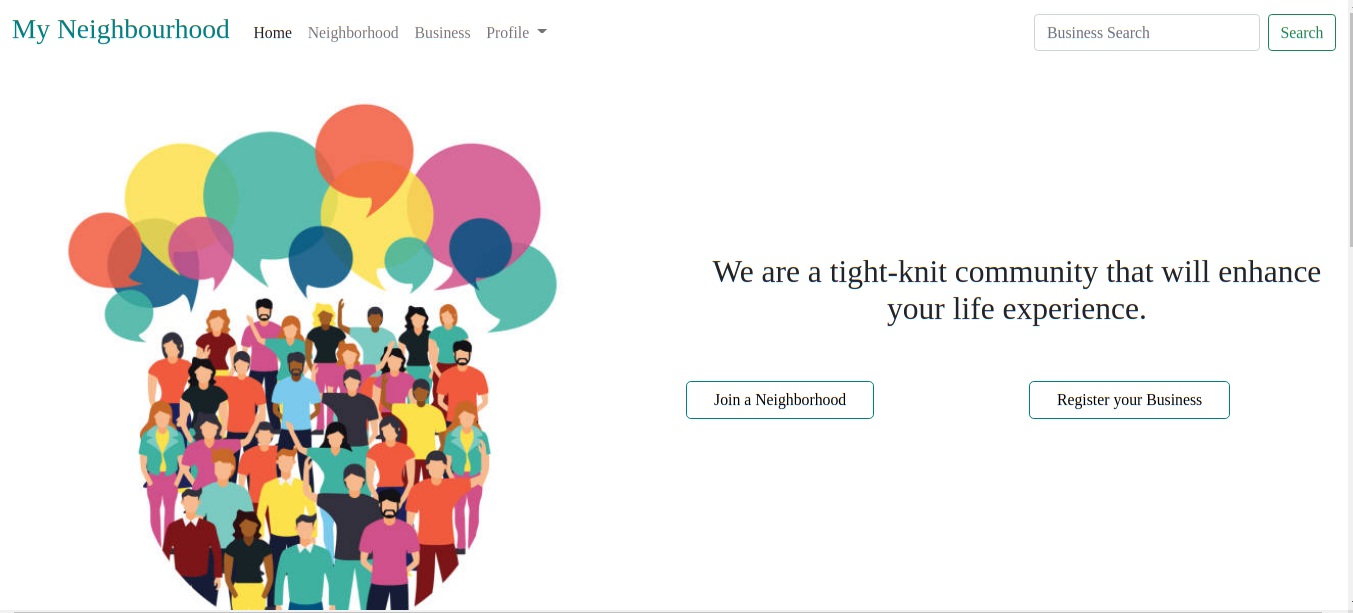 My Neighbourhood Home Neighborhood Business Profile Business Search Search
We are a tight-knit community that will enhance
your life experience.
Join a Neighborhood Register your Business